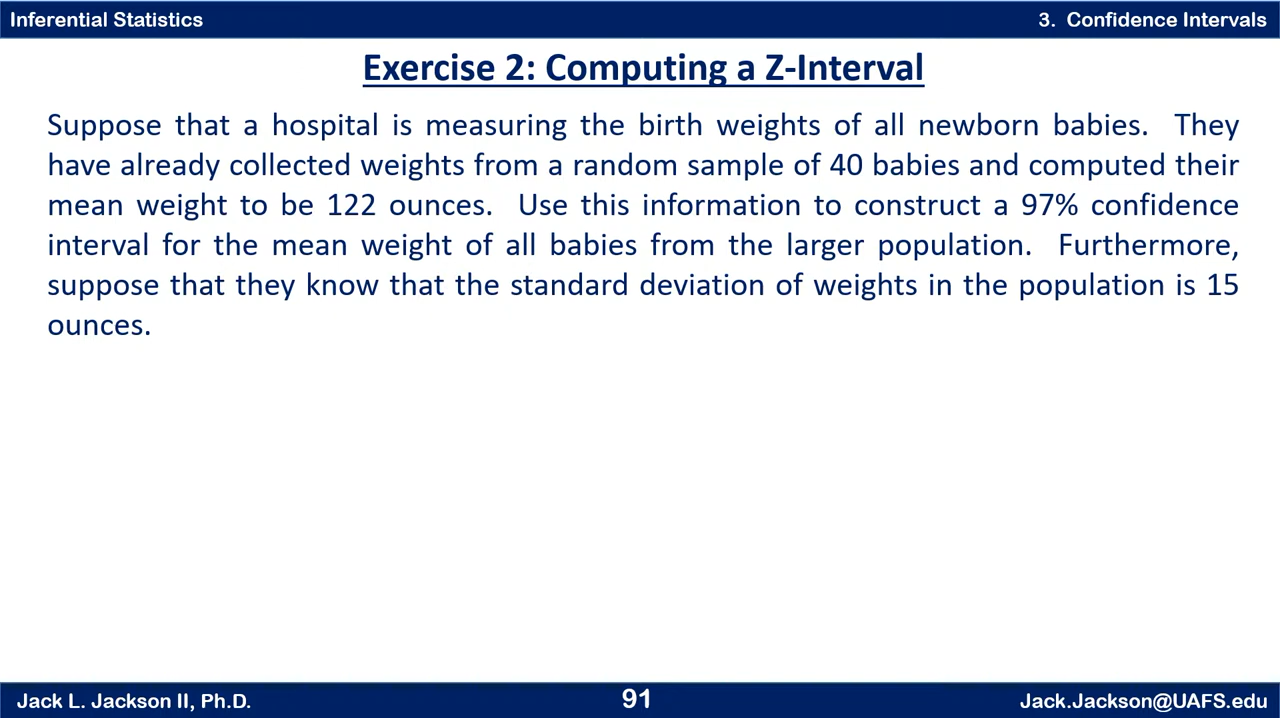 Inferential Statistics
3. Confidence Intervals
Exercise 2: Computing a Z-Interval
Suppose that a hospital is measuring the birth weights of all newborn babies. They
have already collected weights from a random sample of 40 babies and computed their
mean weight to be 122 ounces. Use this information to construct a 97% confidence
interval for the mean weight of all babies from the larger population. Furthermore,
suppose that they know that the standard deviation of weights in the population is 15
ounces.
Jack L. Jackson II, Ph.D.
91
Jack.Jackson@UAFS.edu